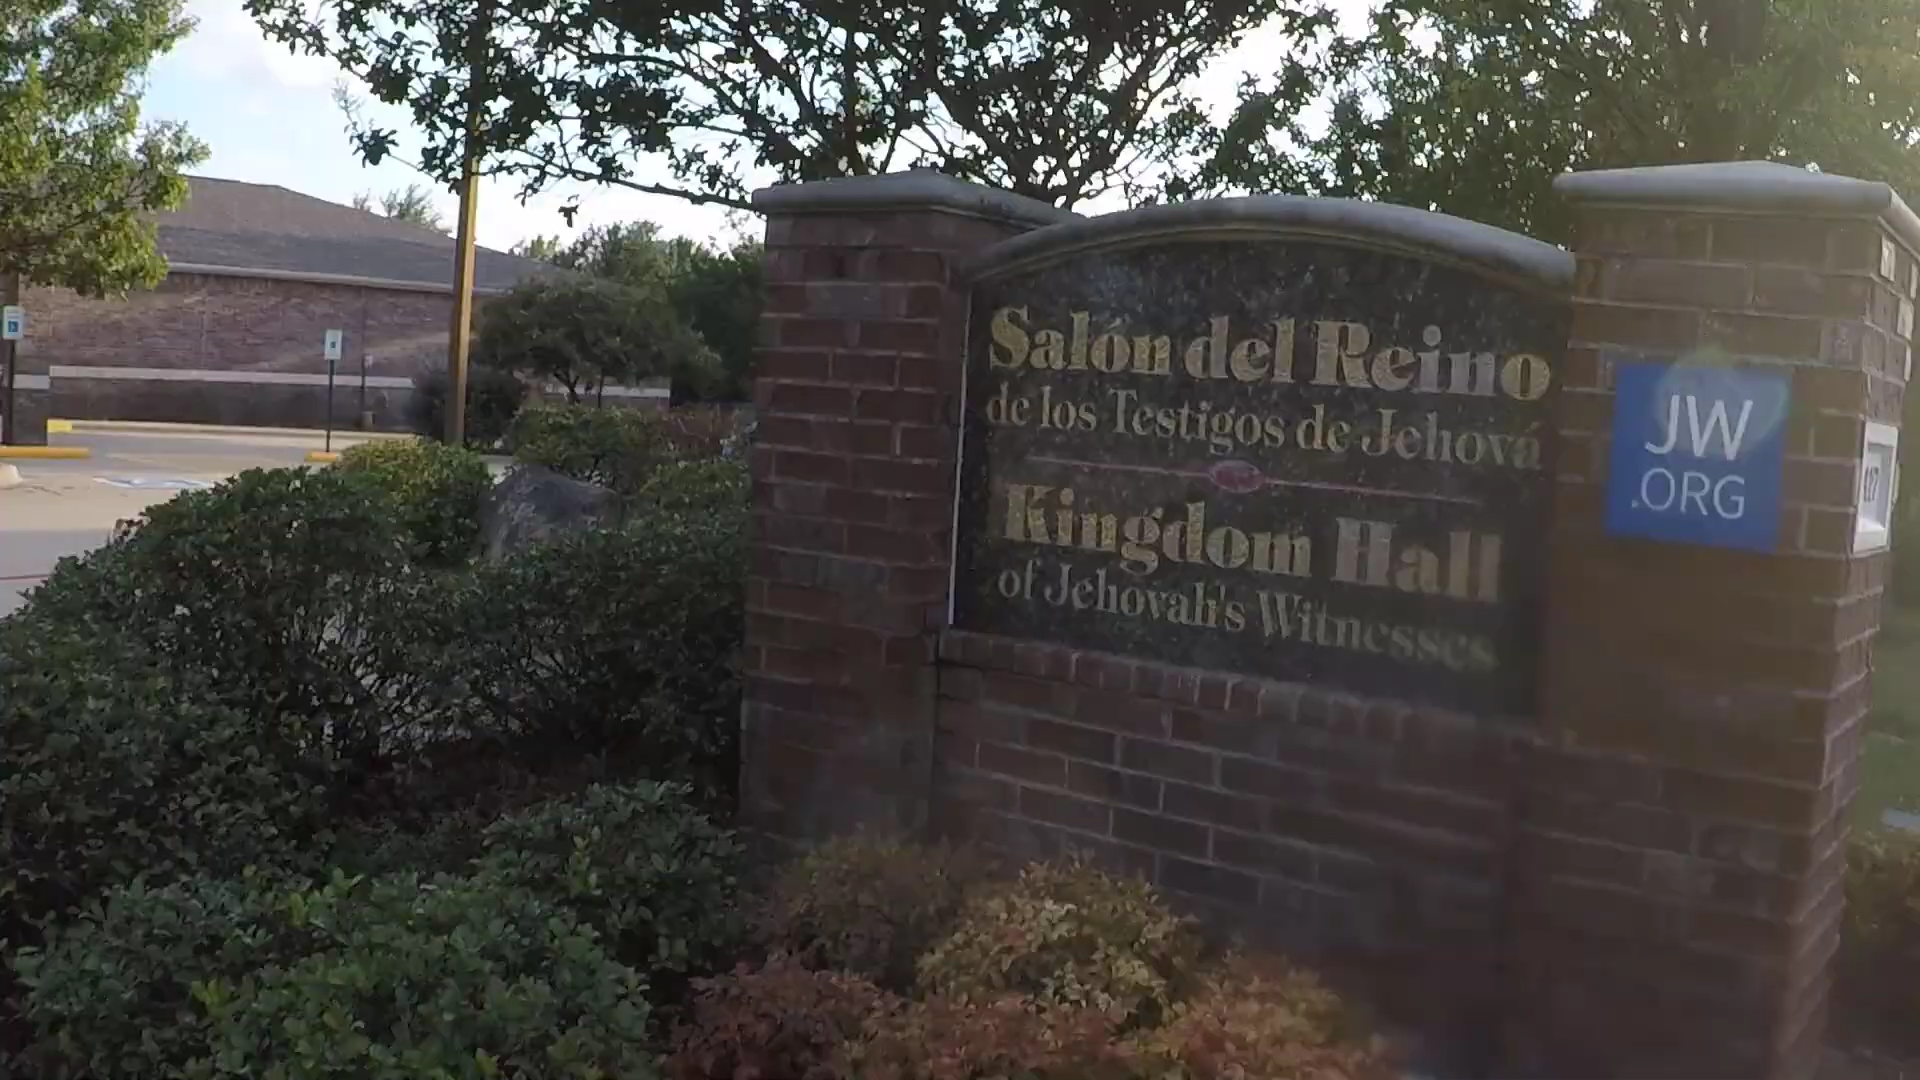 Salón del Reino
de los Testigos de Jehová
Kingdom Hall
of Jehovah's Witnesses
JW
.ORG